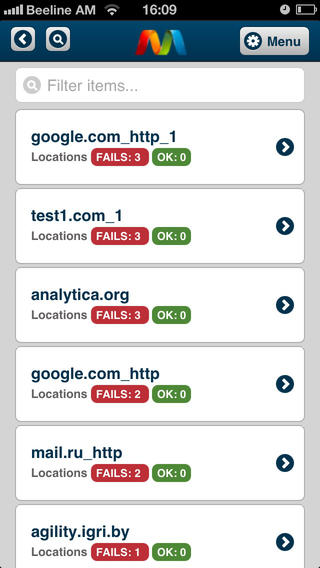 Beeline AM 16:09
Menu
Filter items...
google.com_http_1
Locations FAILS: 3 OK: 0
test1.com_1
Locations FAILS: 3 OK: 0
analytica.org
Locations FAILS: 3 OK: 0
google.com_http
Locations FAILS: 2 OK: 0
mail.ru_http
Locations FAILS: 2 OK: 0
agility.igri.by
Locations FAILS: 1 OK: 0